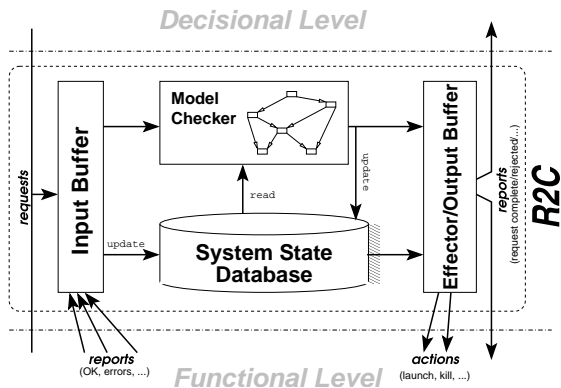 Decisional Level
requests
Input Buffer
Model
Checker
update
read
update
System State
Database
Effector/Output Buffer
reports
(request complete/rejected/...)
R2C
reports
(OK, errors, ...)
actions
(launch, kill, ...)
Functional Level